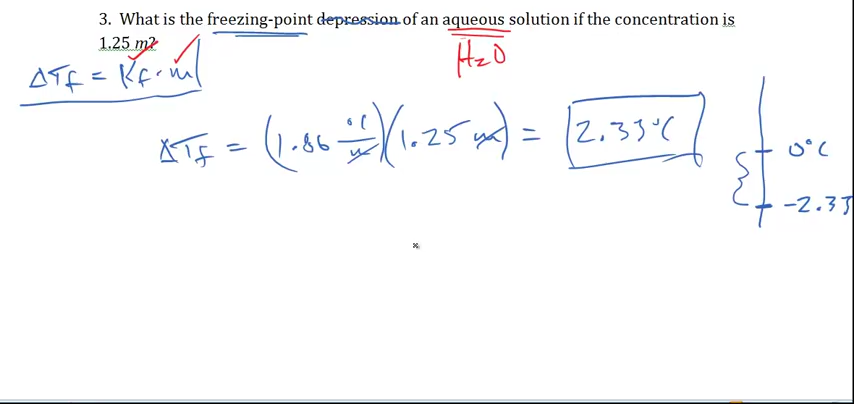 3. What is the freezing-point depression of an aqueous solution if the concentration is
1.25 m?
H₂O
ΔTf = Kf · m
ΔTf = (1.86 °C/m)(1.25 m) = 2.33°C
0°C
-2.33